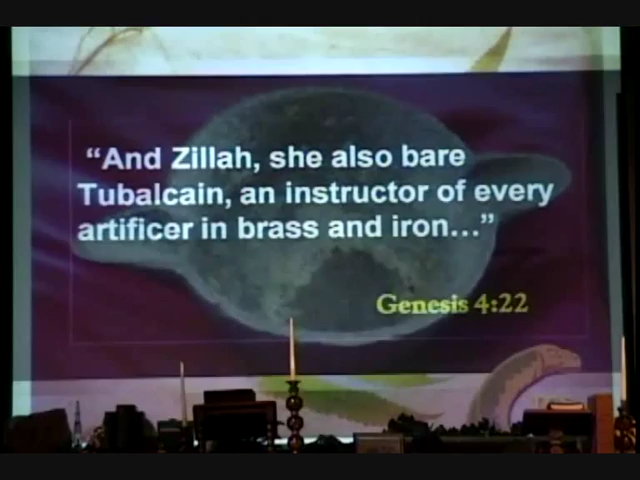 “And Zillah, she also bare
Tubalcain, an instructor of every
artificer in brass and iron…”
Genesis 4:22